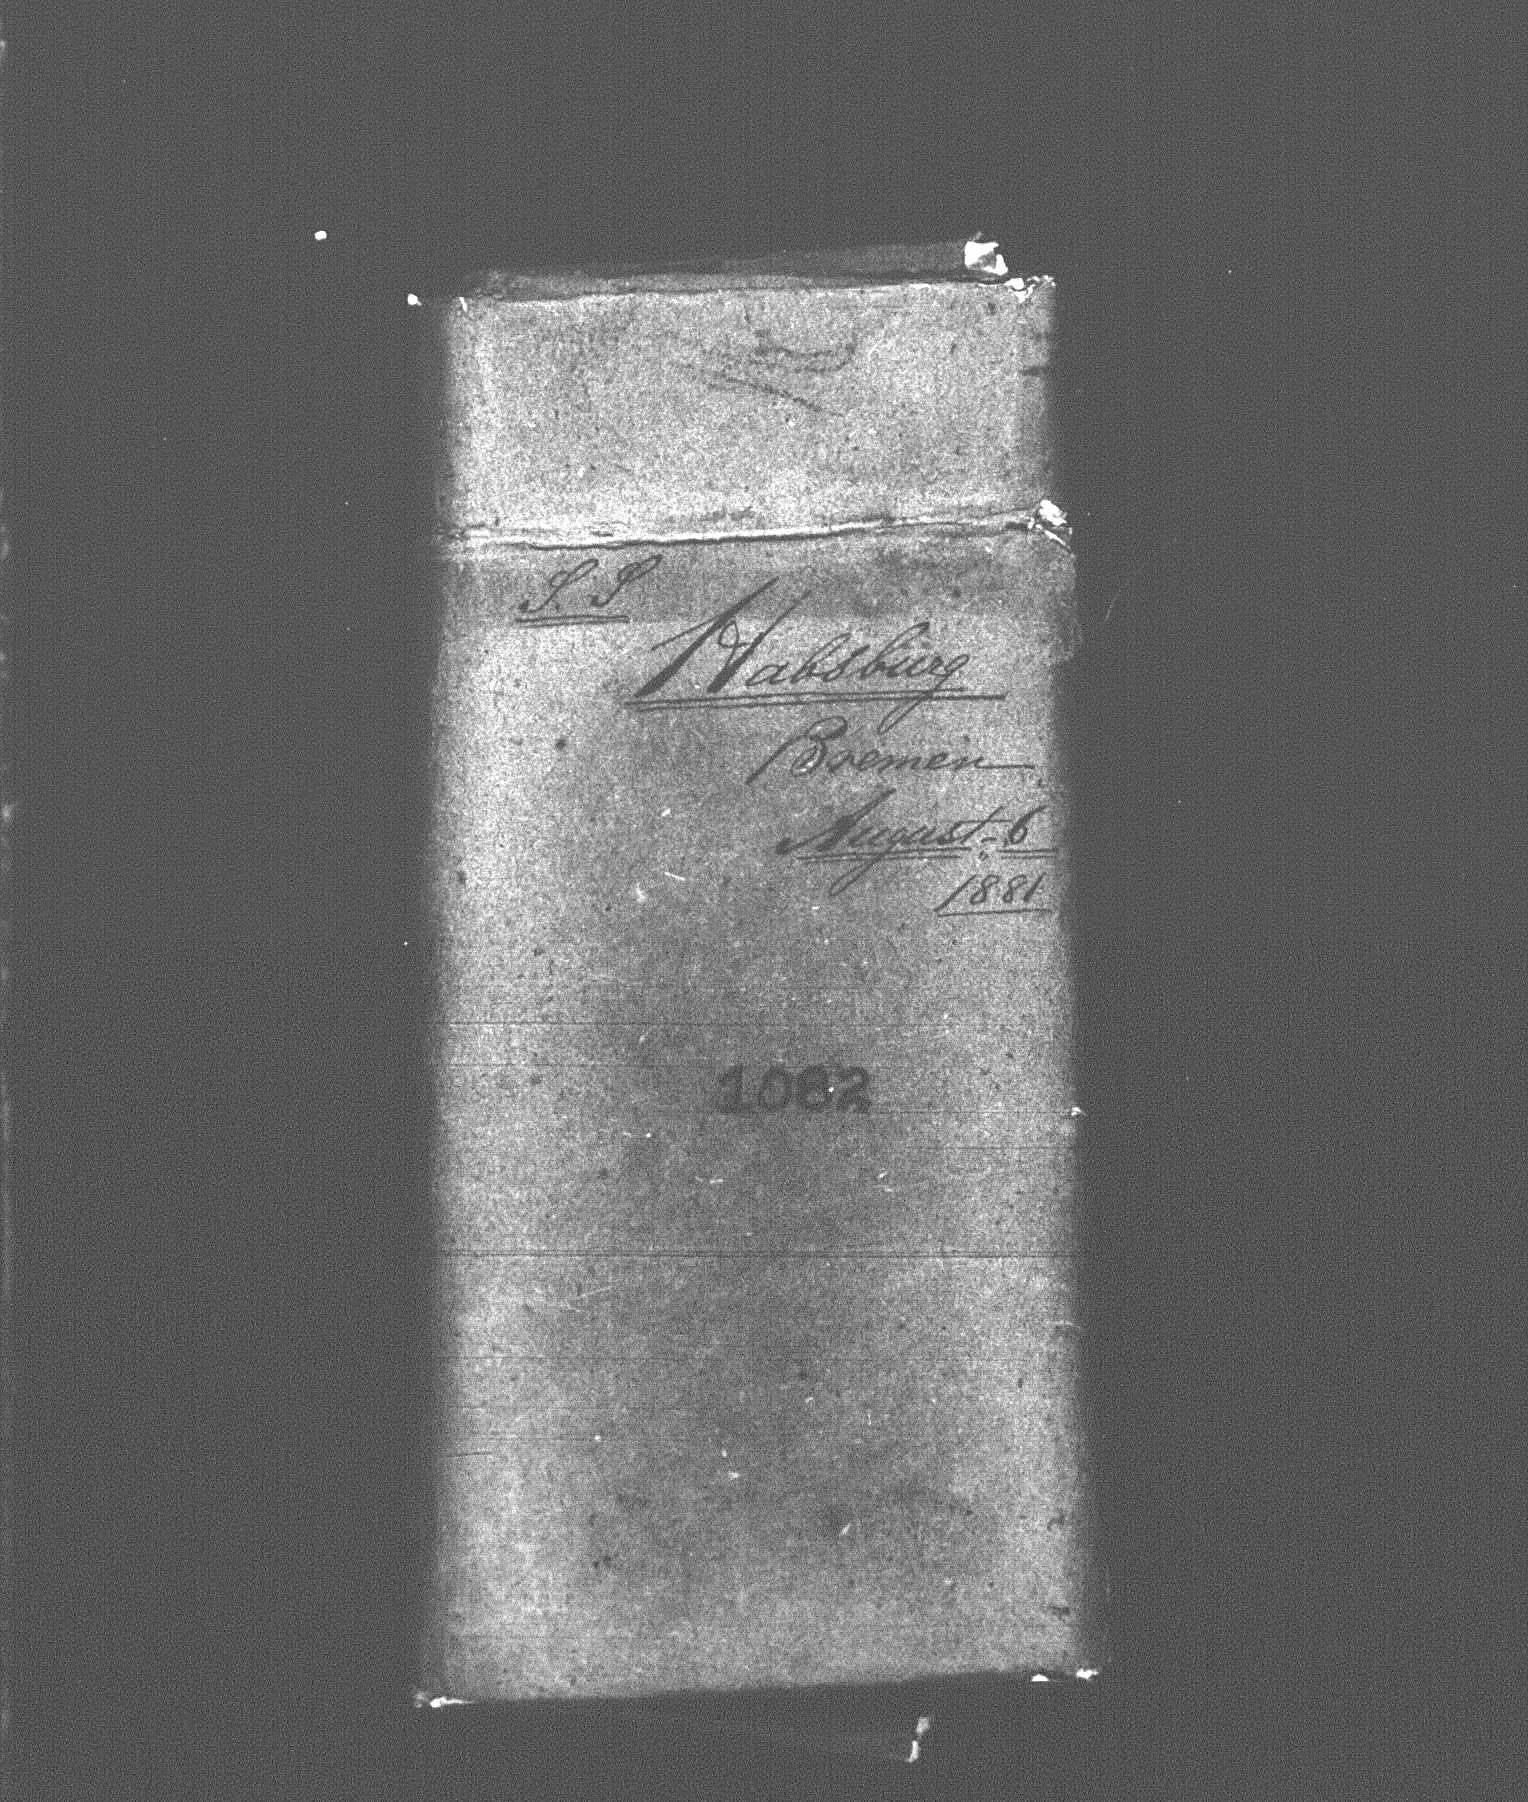 S. S
Habsburg
Bremen.
August - 6
1881
1082